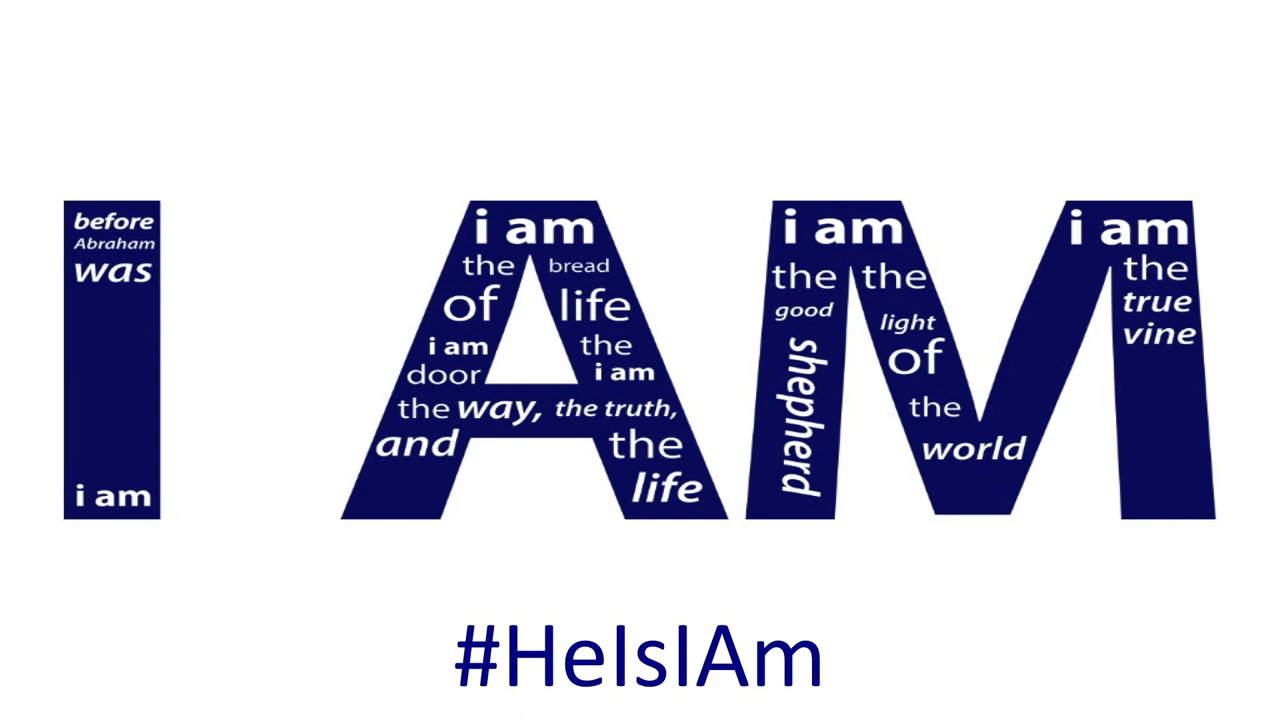 before
Abraham
was
i am
i am
the bread
of life
i am the
door i am
the way, the truth,
and the
life
i am
the the
good light
shepherd of
the
world
i am
the
true
vine
#HeIsIAm